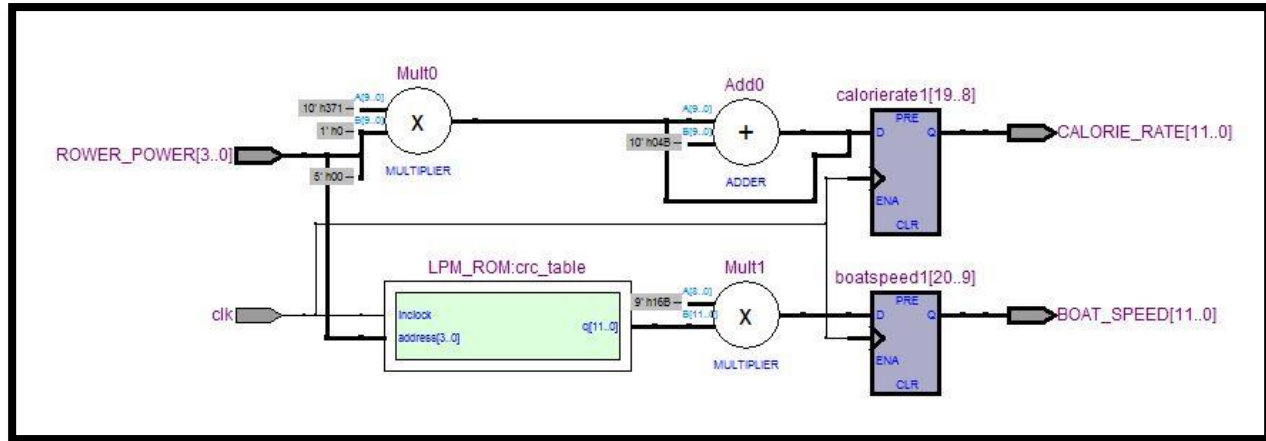 Mult0
Add0
calorierate1[19..8]
10' h371
A[9..0]
B[9..0]
1' h0
5' h00
X
MULTIPLIER
ROWER_POWER[3..0]
A[9..0]
B[9..0]
10' h04B
+
ADDER
PRE
D
Q
ENA
CLR
CALORIE_RATE[11..0]
LPM_ROM:crc_table
Mult1
boatspeed1[20..9]
clk
inclock
address[3..0]
q[11..0]
9' h16B
A[8..0]
B[11..0]
X
MULTIPLIER
PRE
D
Q
ENA
CLR
BOAT_SPEED[11..0]